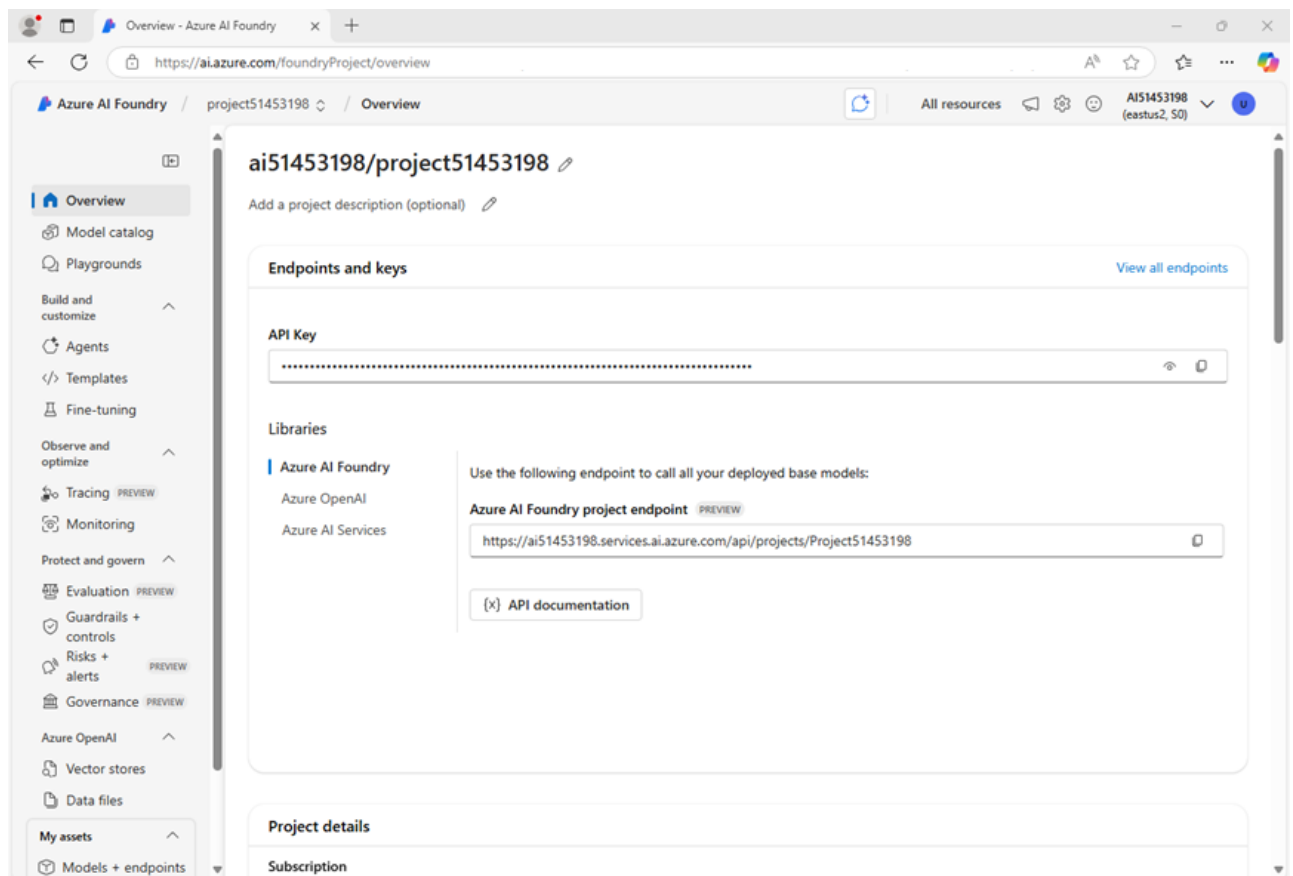 Overview - Azure AI Foundry
https://ai.azure.com/foundryProject/overview
Azure AI Foundry / project51453198 / Overview
All resources
AI51453198
(eastus2, S0)
U
Overview
Model catalog
Playgrounds
Build and
customize
Agents
Templates
Fine-tuning
Observe and
optimize
Tracing PREVIEW
Monitoring
Protect and govern
Evaluation PREVIEW
Guardrails +
controls
Risks +
alerts PREVIEW
Governance PREVIEW
Azure OpenAI
Vector stores
Data files
My assets
Models + endpoints
ai51453198/project51453198
Add a project description (optional)
Endpoints and keys
View all endpoints
API Key
Libraries
Azure AI Foundry
Azure OpenAI
Azure AI Services
Use the following endpoint to call all your deployed base models:
Azure AI Foundry project endpoint PREVIEW
https://ai51453198.services.ai.azure.com/api/projects/Project51453198
{x} API documentation
Project details
Subscription